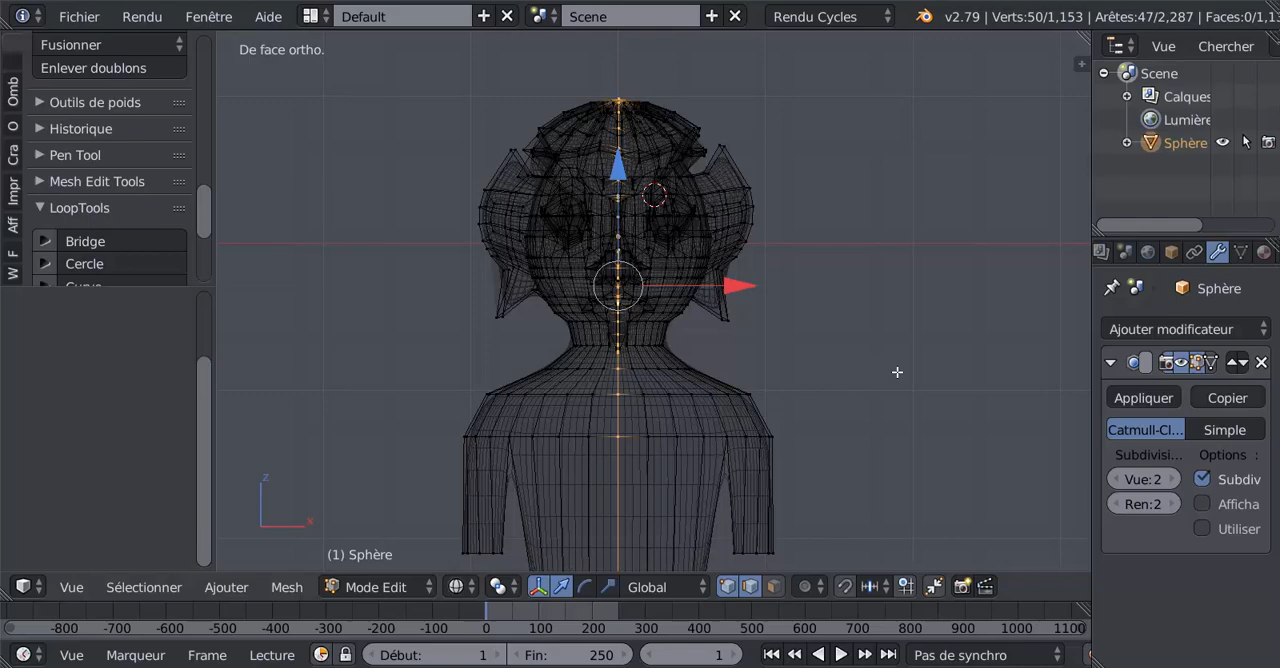 Fichier Rendu Fenêtre Aide Default Scene Rendu Cycles v2.79 | Verts:50/1,153 | Arêtes:47/2,287 | Faces:0/1,13
Fusionner
Enlever doublons
Outils de poids
Historique
Pen Tool
Mesh Edit Tools
LoopTools
Bridge
Cercle
Omb
O
Cra
Impr
Aff
F
W
De face ortho.
z
x
(1) Sphère
Vue Chercher
Scene
Calques
Lumière
Sphère
Sphère
Ajouter modificateur
Appliquer Copier
Catmull-Cl... Simple
Subdivisi... Options :
Vue:2 Subdiv
Ren:2 Afficha
Utiliser
Vue Sélectionner Ajouter Mesh Mode Edit Global
-800 -700 -600 -500 -400 -300 -200 -100 0 100 200 300 400 500 600 700 800 900 1000 1100
Vue Marqueur Frame Lecture Début: 1 Fin: 250 1 Pas de synchro